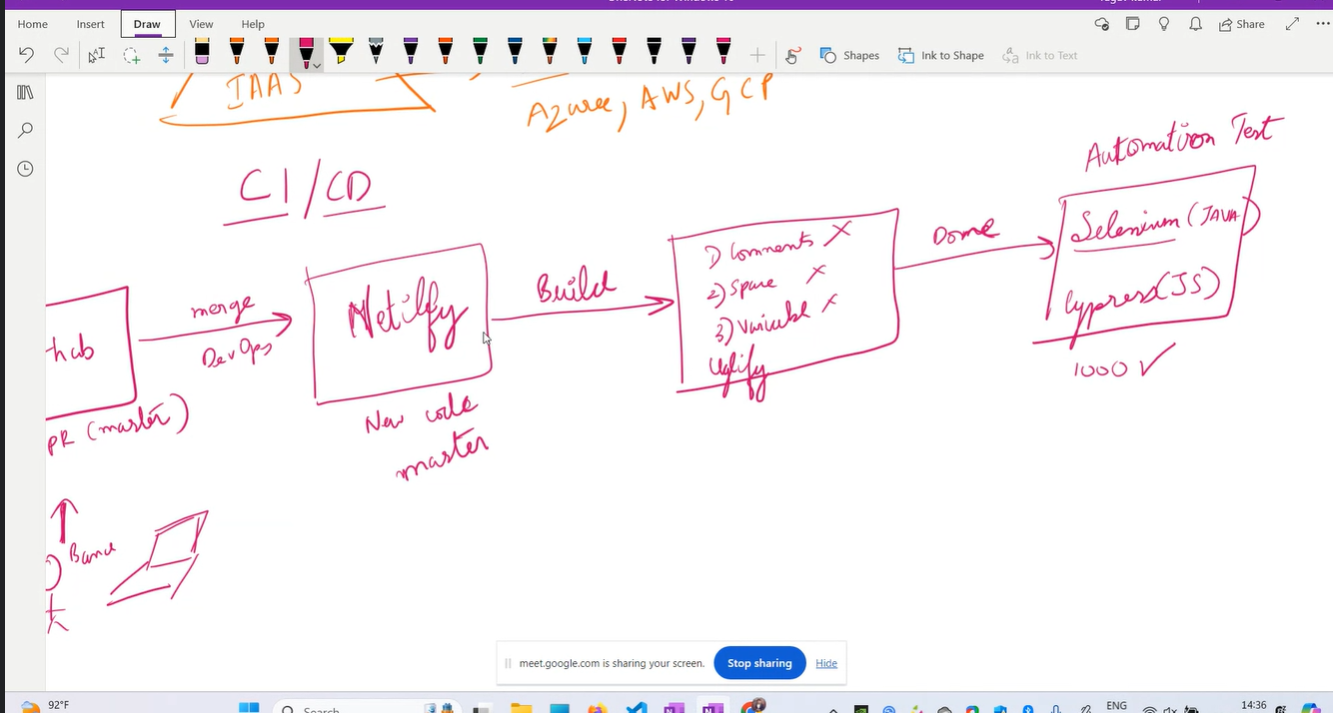 Home Insert Draw View Help
Share
Shapes Ink to Shape Ink to Text
IAAS
Azure, AWS, GCP
CI/CD
hub
PR (master)
merge
DevOps
Netilfy
New code
master
Build
1) Comments X
2) Space X
3) Variable X
Uglify
Done
Automation Test
Selenium (JAVA)
Cypress (JS)
1000 ✓
meet.google.com is sharing your screen. Stop sharing Hide
92°F
Search
ENG
14:36